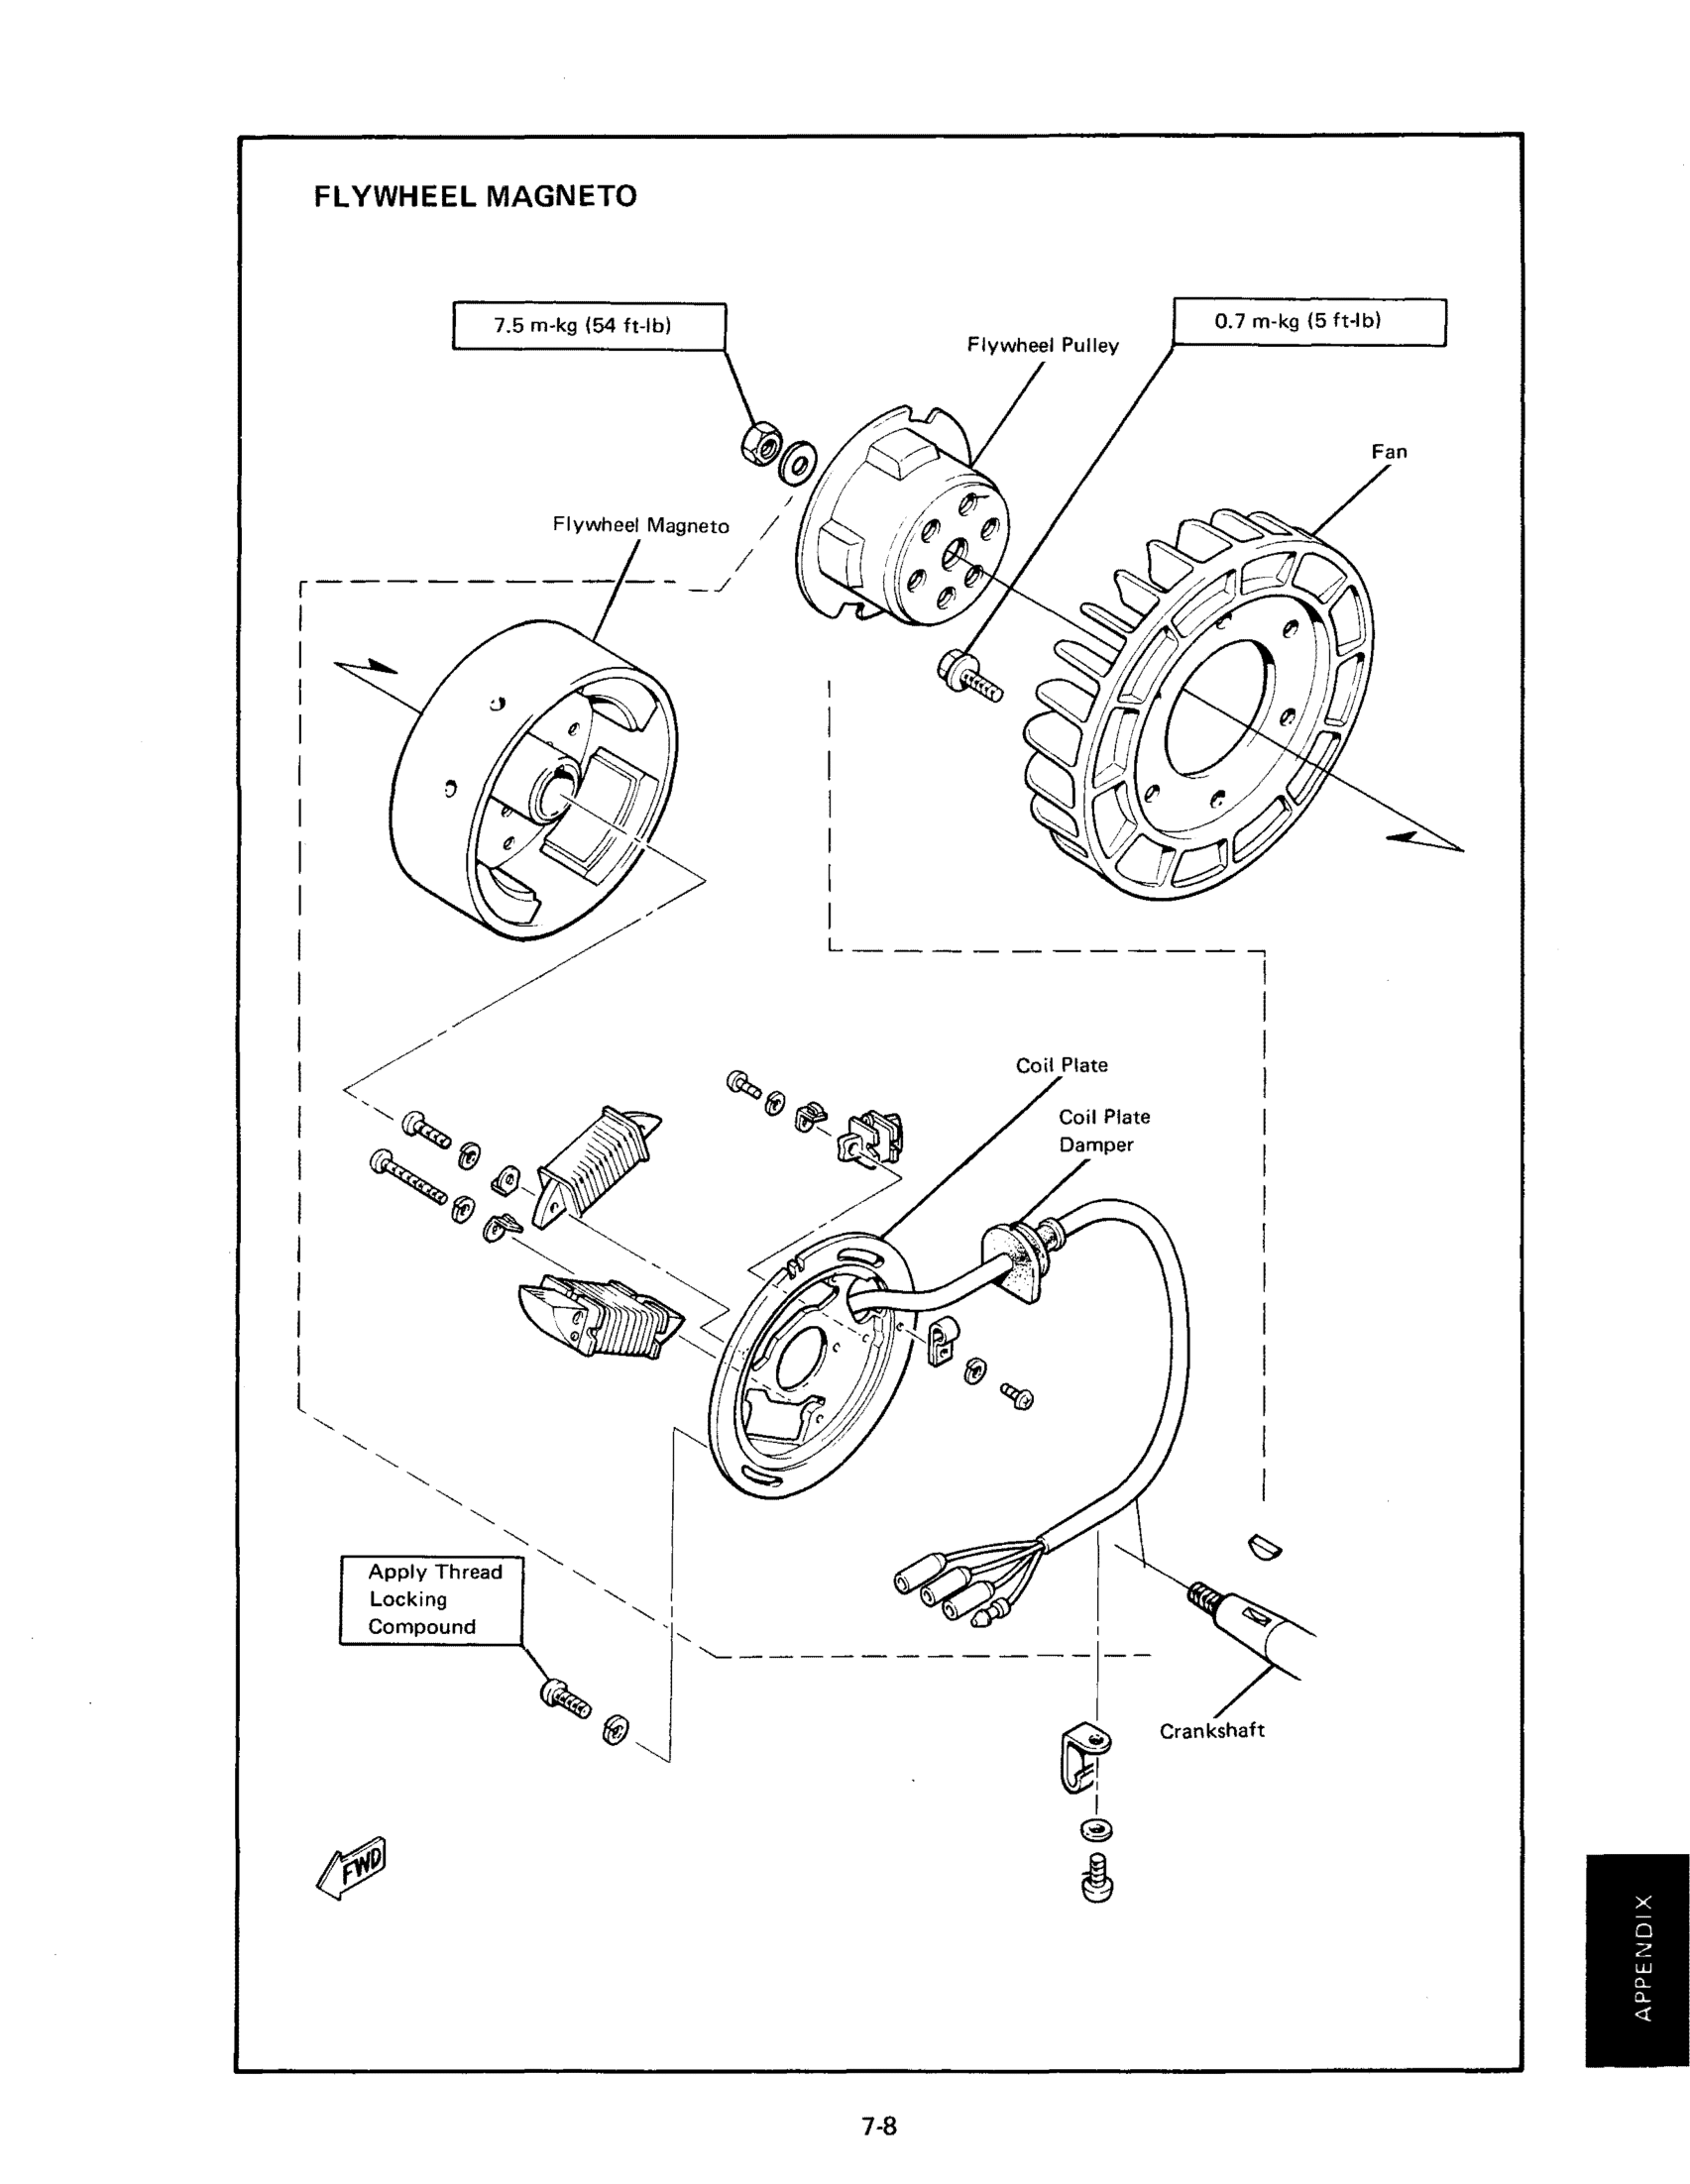 FLYWHEEL MAGNETO
7.5 m-kg (54 ft-lb)
0.7 m-kg (5 ft-lb)
Flywheel Pulley
Fan
Flywheel Magneto
Coil Plate
Coil Plate
Damper
Apply Thread
Locking
Compound
Crankshaft
FWD
APPENDIX
7-8